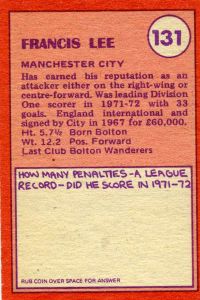 FRANCIS LEE
131
MANCHESTER CITY
Has earned his reputation as an
attacker either on the right-wing or
centre-forward. Was leading Division
One scorer in 1971-72 with 33
goals. England international and
signed by City in 1967 for £60,000.
Ht. 5.7½ Born Bolton
Wt. 12.2 Pos. Forward
Last Club Bolton Wanderers
HOW MANY PENALTIES-A LEAGUE
RECORD-DID HE SCORE IN 1971-72
RUB COIN OVER SPACE FOR ANSWER